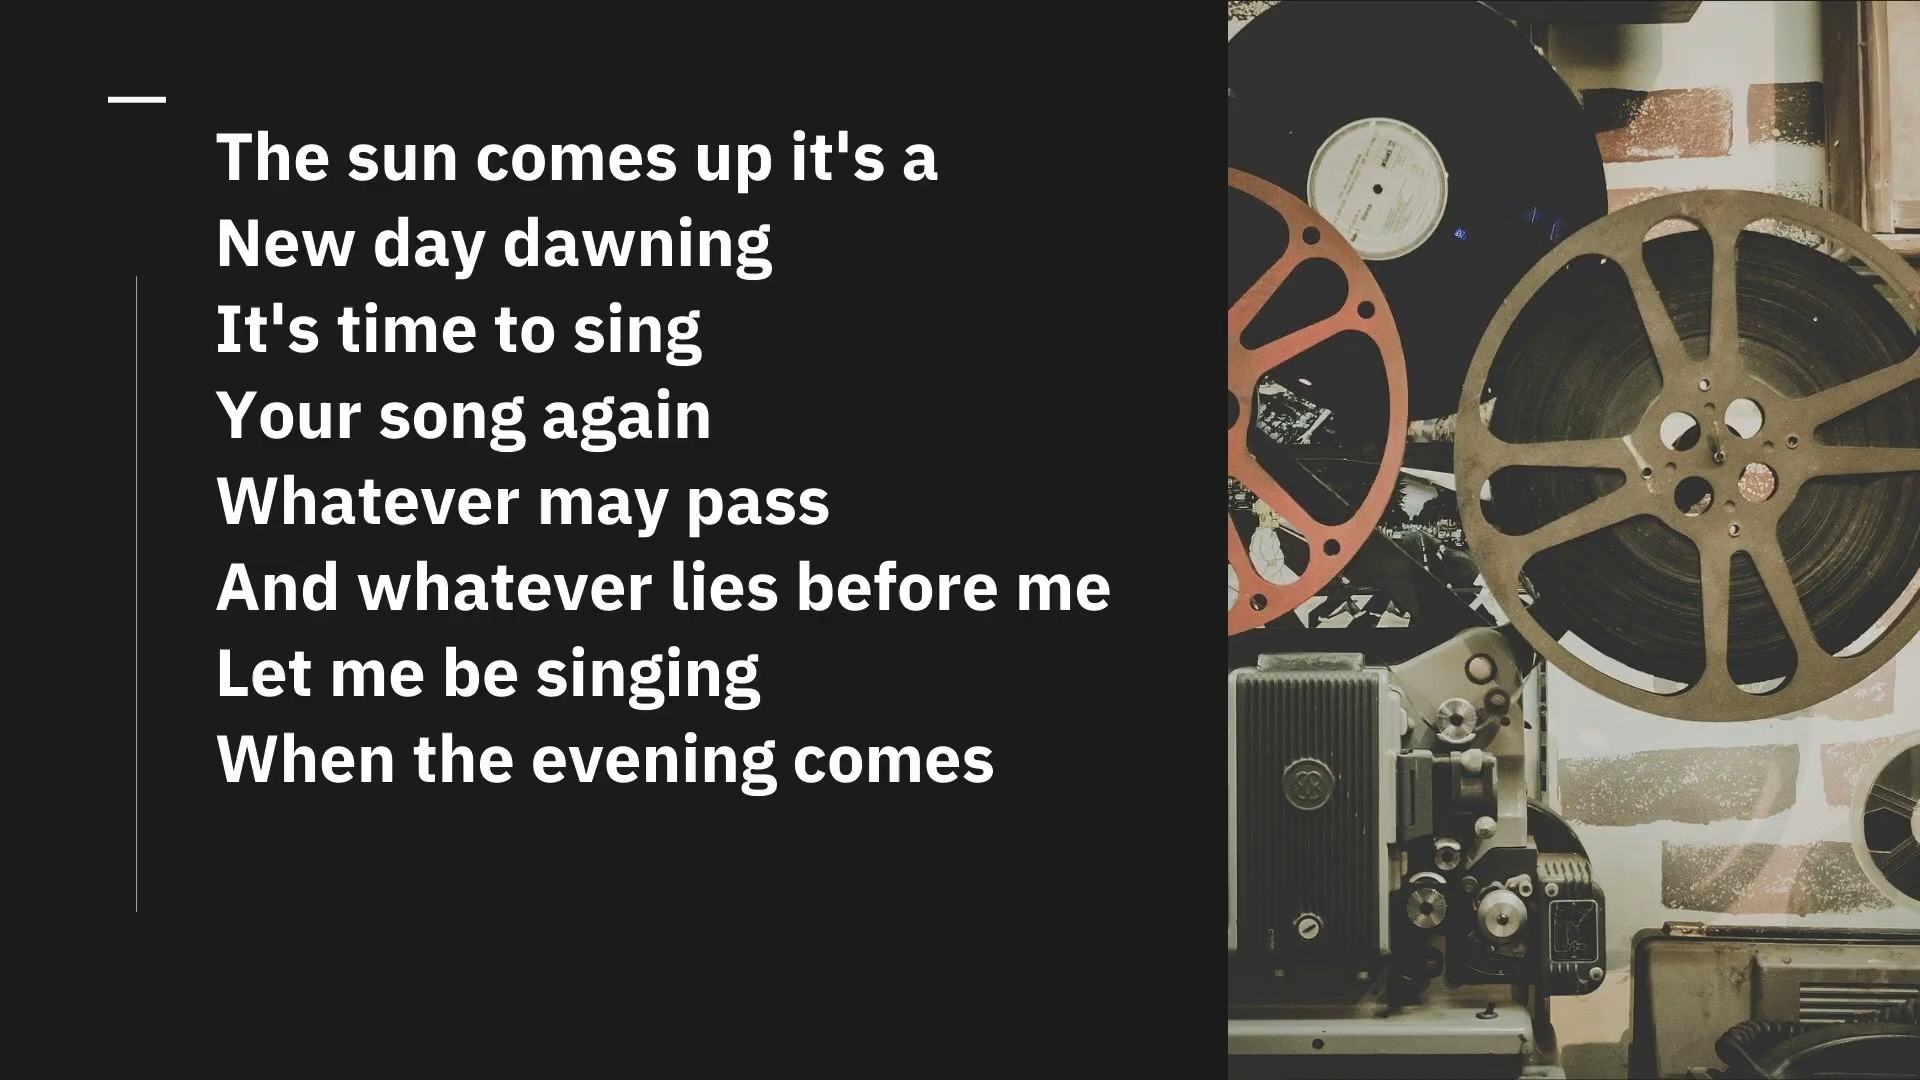 The sun comes up it's a
New day dawning
It's time to sing
Your song again
Whatever may pass
And whatever lies before me
Let me be singing
When the evening comes